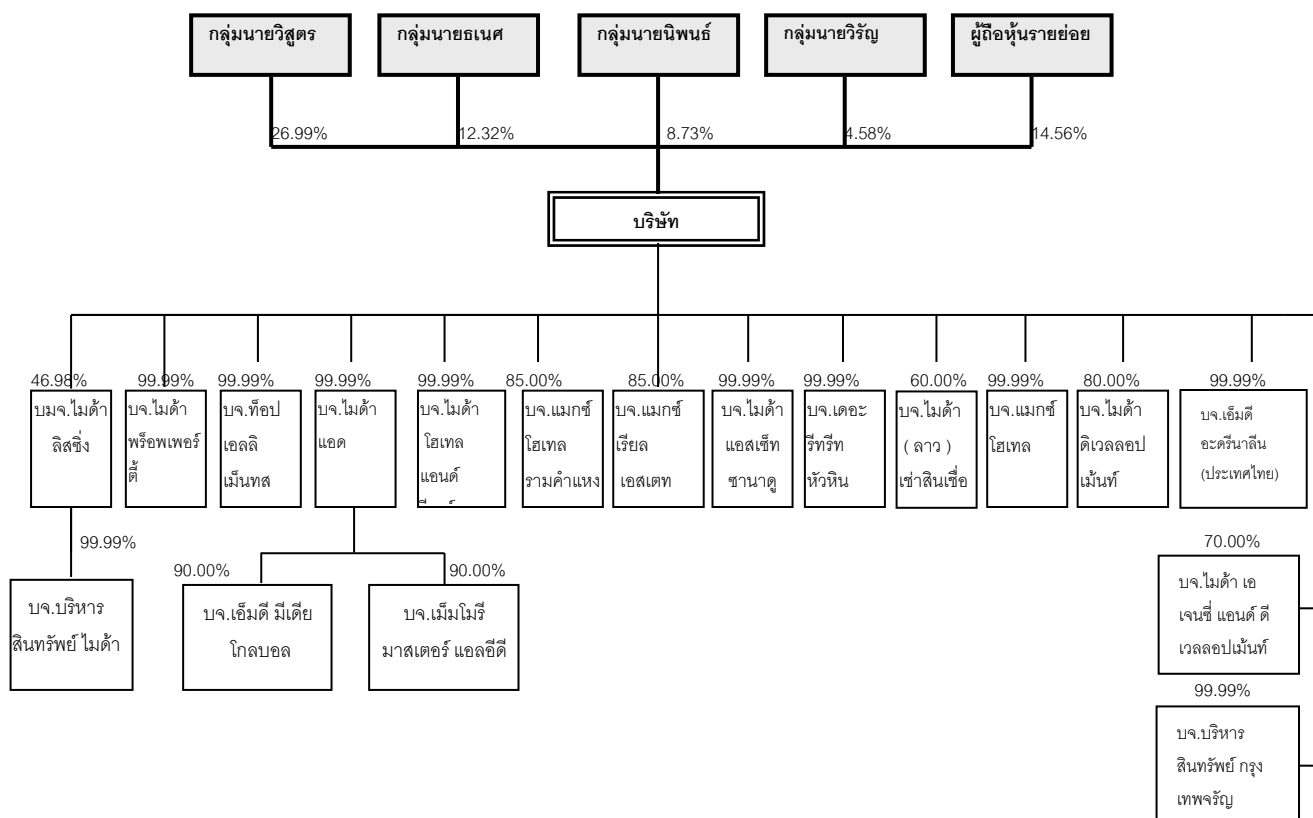 กลุ่มนายวิสูตร
กลุ่มนายธเนศ
กลุ่มนายนิพนธ์
กลุ่มนายวิรัญ
ผู้ถือหุ้นรายย่อย
26.99%
12.32%
8.73%
4.58%
14.56%
บริษัท
46.98%
99.99%
99.99%
99.99%
99.99%
85.00%
85.00%
99.99%
99.99%
60.00%
99.99%
80.00%
99.99%
บมจ.ไมด้า
ลิสซิ่ง
บจ.ไมด้า
พร็อพเพอร์
ตี้
บจ.ท็อป
เอลลิ
เม็นทส
บจ.ไมด้า
แอด
บจ.ไมด้า
โฮเทล
แอนด์
บจ.แมกซ์
โฮเทล
รามคำแหง
บจ.แมกซ์
เรียล
เอสเตท
บจ.ไมด้า
แอสเซ็ท
ซานาดู
บจ.เดอะ
รีทรีท
หัวหิน
บจ.ไมด้า
( ลาว )
เช่าสินเชื่อ
บจ.แมกซ์
โฮเทล
บจ.ไมด้า
ดิเวลลอป
เม้นท์
บจ.เอ็มดี
อะดรีนาลีน
(ประเทศไทย)
99.99%
บจ.บริหาร
สินทรัพย์ ไมด้า
90.00%
90.00%
บจ.เอ็มดี มีเดีย
โกลบอล
บจ.เม็มโมรี
มาสเตอร์ แอลอีดี
70.00%
บจ.ไมด้า เอ
เจนซี่ แอนด์ ดี
เวลลอปเม้นท์
99.99%
บจ.บริหาร
สินทรัพย์ กรุง
เทพจรัญ